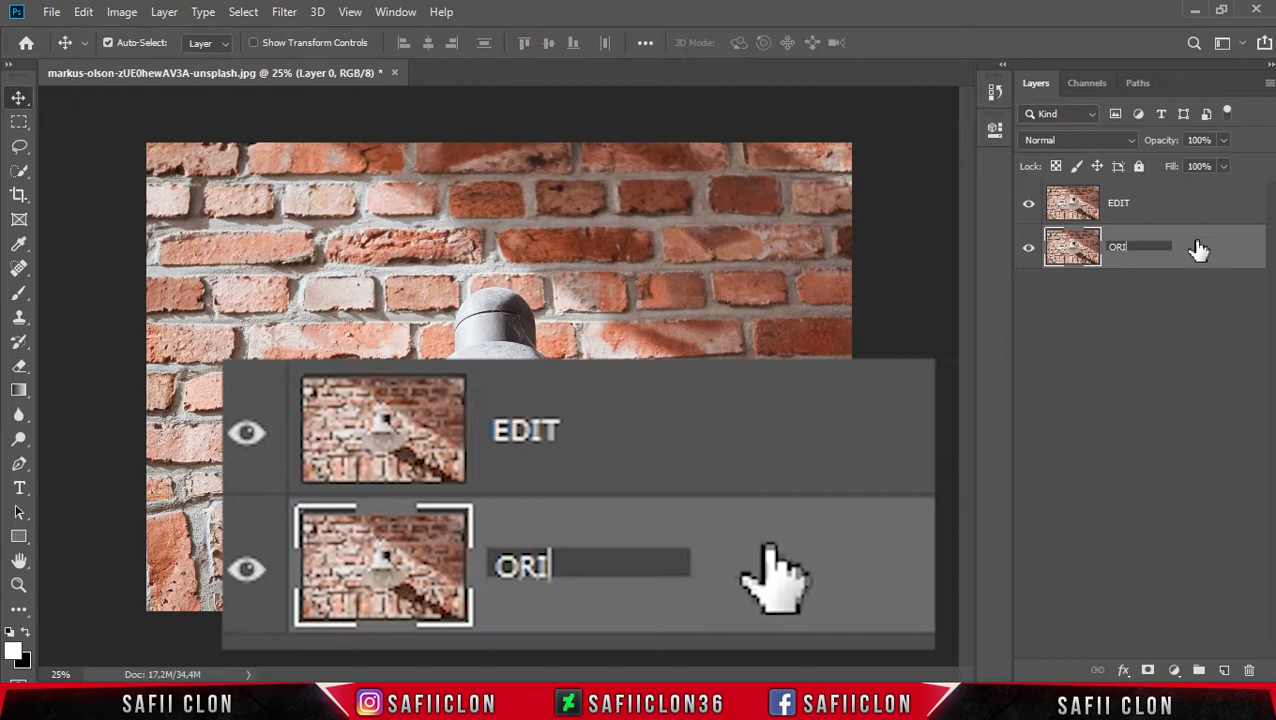 Ps File Edit Image Layer Type Select Filter 3D View Window Help
Auto-Select: Layer Show Transform Controls 3D Mode:
markus-olson-zUE0hewAV3A-unsplash.jpg @ 25% (Layer 0, RGB/8) *
Layers Channels Paths
Kind
Normal Opacity: 100%
Lock: Fill: 100%
EDIT
ORI
EDIT
ORI
25% Doc: 17,2M/34,4M
SAFII CLON SAFIICLON SAFIICLON36 SAFIICLON SAFII CLON